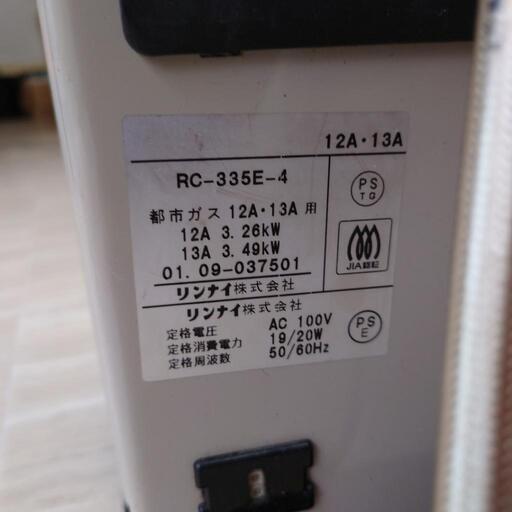 12A・13A
RC-335E-4
PS
TG
都市ガス 12A・13A 用
12A 3.26kW
13A 3.49kW
01. 09-037501
JIA認証
リンナイ株式会社
リンナイ株式会社
定格電圧 AC 100V
定格消費電力 19/20W
定格周波数 50/60Hz
PS
E